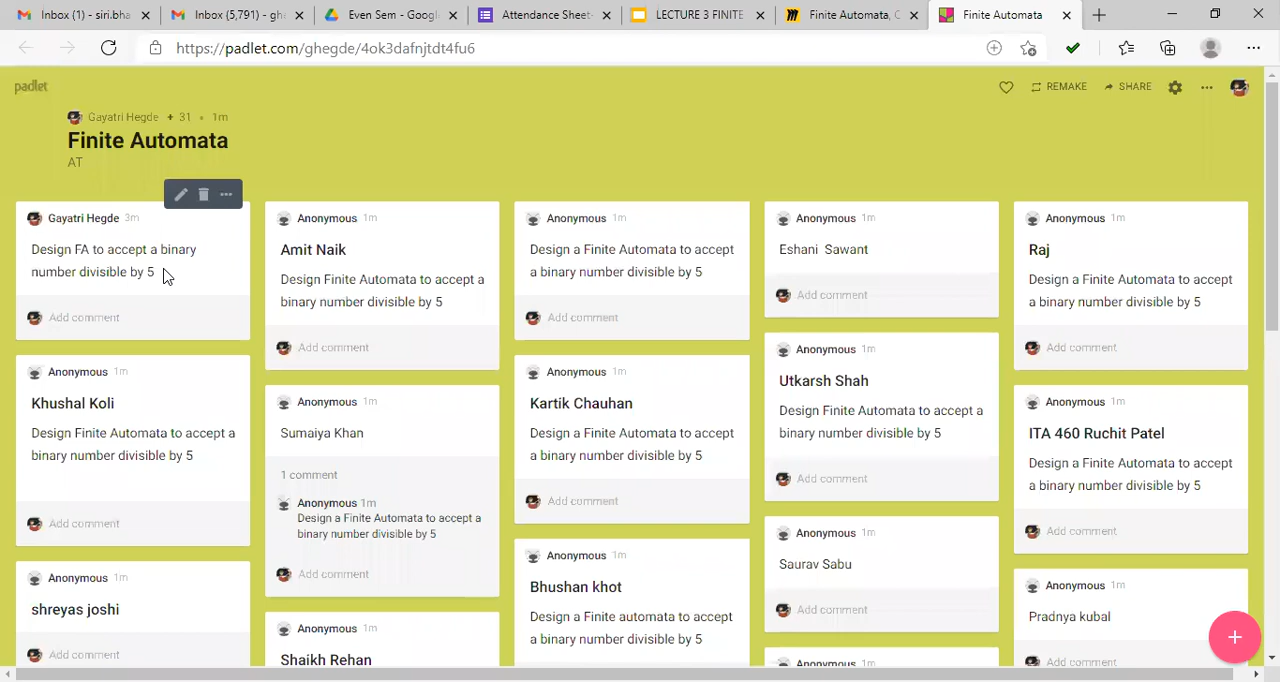 Inbox (1) - siri.bha
Inbox (5,791) - gh
Even Sem - Googl
Attendance Sheet-
LECTURE 3 FINITE
Finite Automata, C
Finite Automata
https://padlet.com/ghegde/4ok3dafnjtdt4fu6
padlet
REMAKE
SHARE
Gayatri Hegde + 31 • 1m
Finite Automata
AT
Gayatri Hegde 3m
Design FA to accept a binary
number divisible by 5
Add comment
Anonymous 1m
Khushal Koli
Design Finite Automata to accept a
binary number divisible by 5
Add comment
Anonymous 1m
shreyas joshi
Add comment
Anonymous 1m
Amit Naik
Design Finite Automata to accept a
binary number divisible by 5
Add comment
Anonymous 1m
Sumaiya Khan
1 comment
Anonymous 1m
Design a Finite Automata to accept a
binary number divisible by 5
Add comment
Anonymous 1m
Shaikh Rehan
Anonymous 1m
Design a Finite Automata to accept
a binary number divisible by 5
Add comment
Anonymous 1m
Kartik Chauhan
Design a Finite Automata to accept
a binary number divisible by 5
Add comment
Anonymous 1m
Bhushan khot
Design a Finite automata to accept
a binary number divisible by 5
Anonymous 1m
Eshani Sawant
Add comment
Anonymous 1m
Utkarsh Shah
Design Finite Automata to accept a
binary number divisible by 5
Add comment
Anonymous 1m
Saurav Sabu
Add comment
Anonymous 1m
Anonymous 1m
Raj
Design a Finite Automata to accept
a binary number divisible by 5
Add comment
Anonymous 1m
ITA 460 Ruchit Patel
Design a Finite Automata to accept
a binary number divisible by 5
Add comment
Anonymous 1m
Pradnya kubal
Add comment